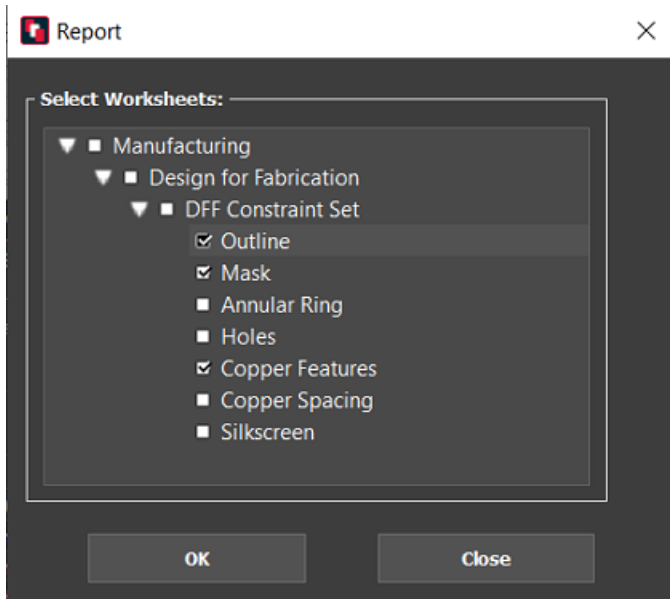 Report
Select Worksheets:
Manufacturing
Design for Fabrication
DFF Constraint Set
Outline
Mask
Annular Ring
Holes
Copper Features
Copper Spacing
Silkscreen
OK Close